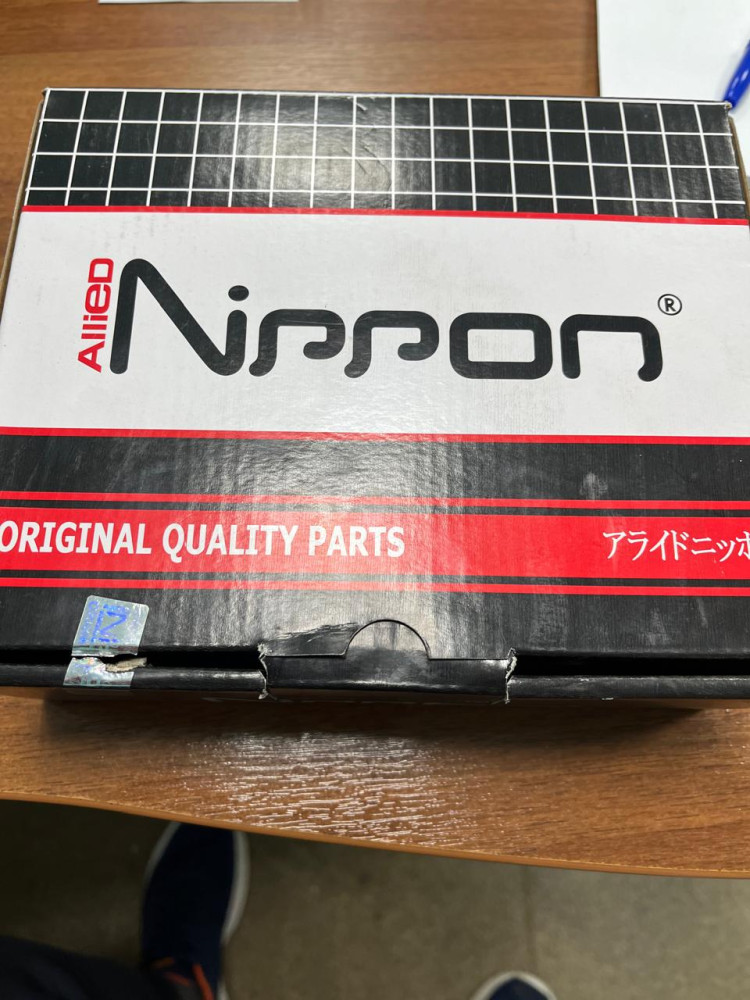 AlliED
Nippon®
ORIGINAL QUALITY PARTS
アライドニッポ